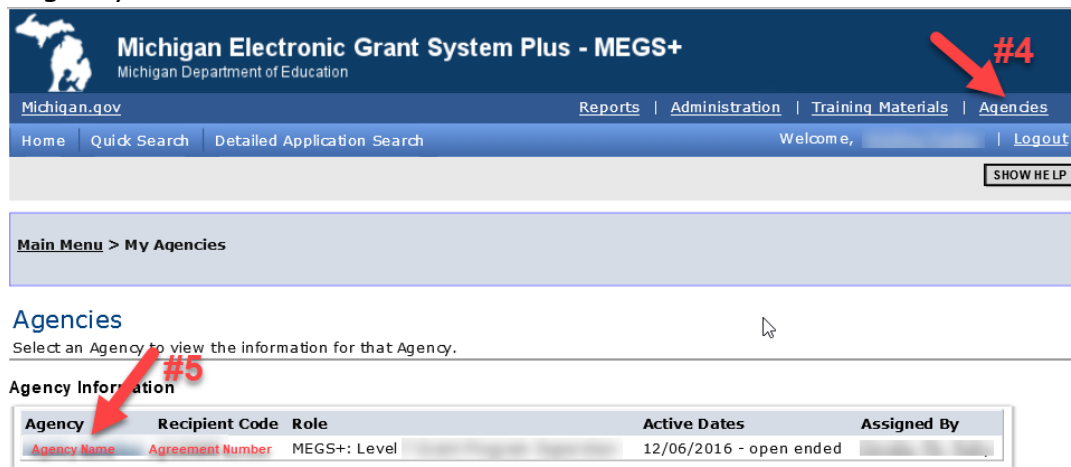 Michigan Electronic Grant System Plus - MEGS+
#4
Michigan Department of Education
Michigan.gov Reports | Administration | Training Materials | Agencies
Home Quick Search Detailed Application Search Welcome, | Logout
SHOW HELP
Main Menu > My Agencies
Agencies
Select an Agency to view the information for that Agency.
#5
Agency Information
Agency Recipient Code Role Active Dates Assigned By
Agency Name Agreement Number MEGS+: Level 12/06/2016 - open ended